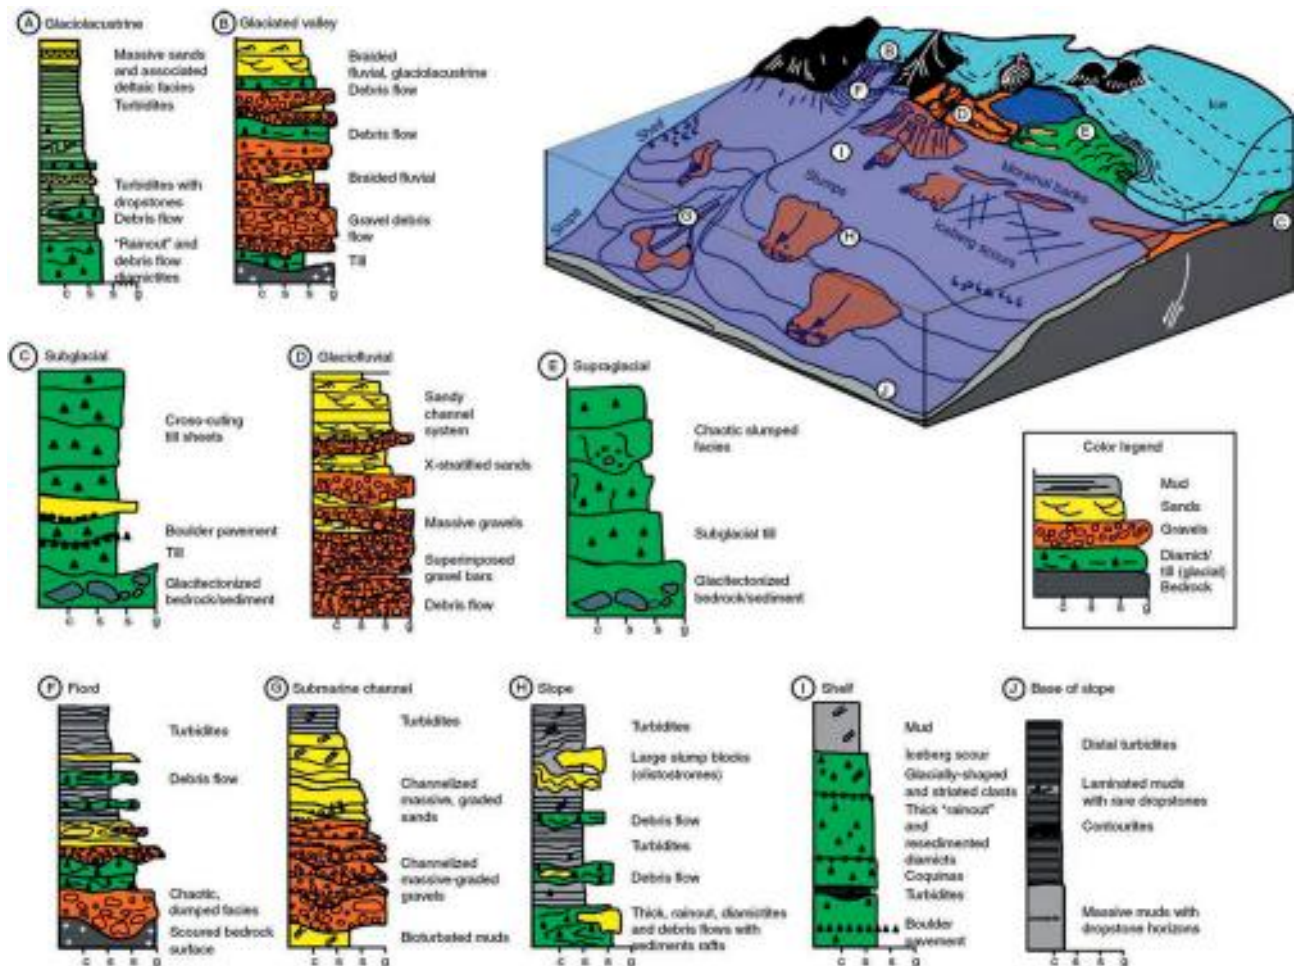 A Glaciolacustrine
Massive sands
and associated
deltaic facies
Turbidites
Turbidites with
dropstones
Debris flow
"Rainout" and
debris flow
diamictites
c s s g
B Glaciated valley
Braided
fluvial, glaciolacustrine
Debris flow
Debris flow
Braided fluvial
Gravel debris
flow
Till
c s s g
B
F
D
E
Ice
Shelf
I
Slumps
Morainal banks
Iceberg scours
G
H
Slope
C
J
C Subglacial
Cross-cuting
till sheets
Boulder pavement
Till
Glacitectonized
bedrock/sediment
c s s g
D Glaciofluvial
Sandy
channel
system
X-stratified sands
Massive gravels
Superimposed
gravel bars
Debris flow
c s s g
E Supraglacial
Chaotic slumped
facies
Subglacial till
Glacitectonized
bedrock/sediment
c s s g
Color legend
Mud
Sands
Gravels
Diamict/
till (glacial)
Bedrock
c s s g
F Fiord
Turbidites
Debris flow
Chaotic,
dumped facies
Scoured bedrock
surface
c s s g
G Submarine channel
Turbidites
Channelized
massive, graded
sands
Channelized
massive-graded
gravels
Bioturbated muds
c s s g
H Slope
Turbidites
Large slump blocks
(olistostromes)
Debris flow
Turbidites
Debris flow
Thick, rainout, diamictites
and debris flows with
sediments rafts
c s s g
I Shelf
Mud
Iceberg scour
Glacially-shaped
and striated clasts
Thick "rainout"
and
resedimented
diamicts
Coquinas
Turbidites
Boulder
pavement
c s s g
J Base of slope
Distal turbidites
Laminated muds
with rare dropstones
Contourites
Massive muds with
dropstone horizons
c s s g